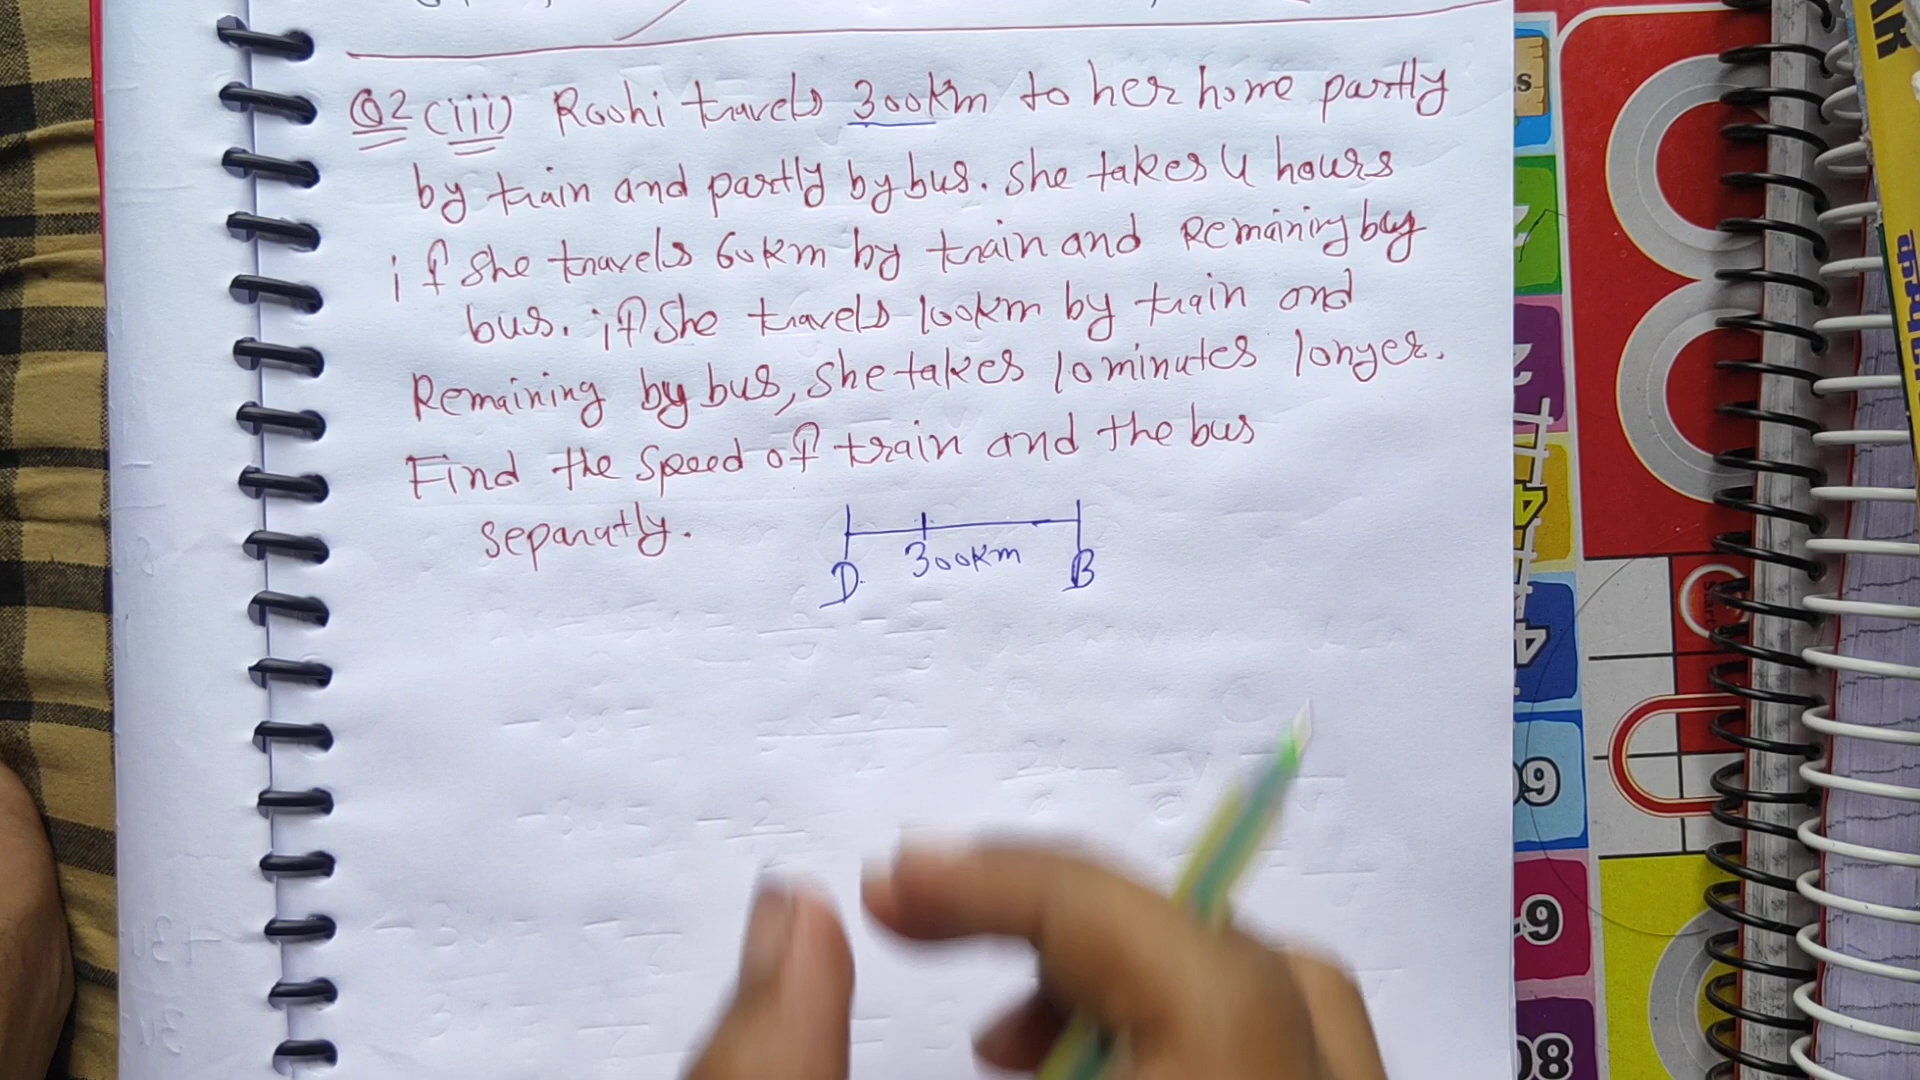 Q2 (iii) Roohi travels 300km to her home partly
by train and partly by bus. She takes 4 hours
if she travels 60km by train and Remaining by
bus. if She travels 100km by train and
Remaining by bus, she takes 10 minutes longer.
Find the speed of train and the bus
separatly.
300km
D B